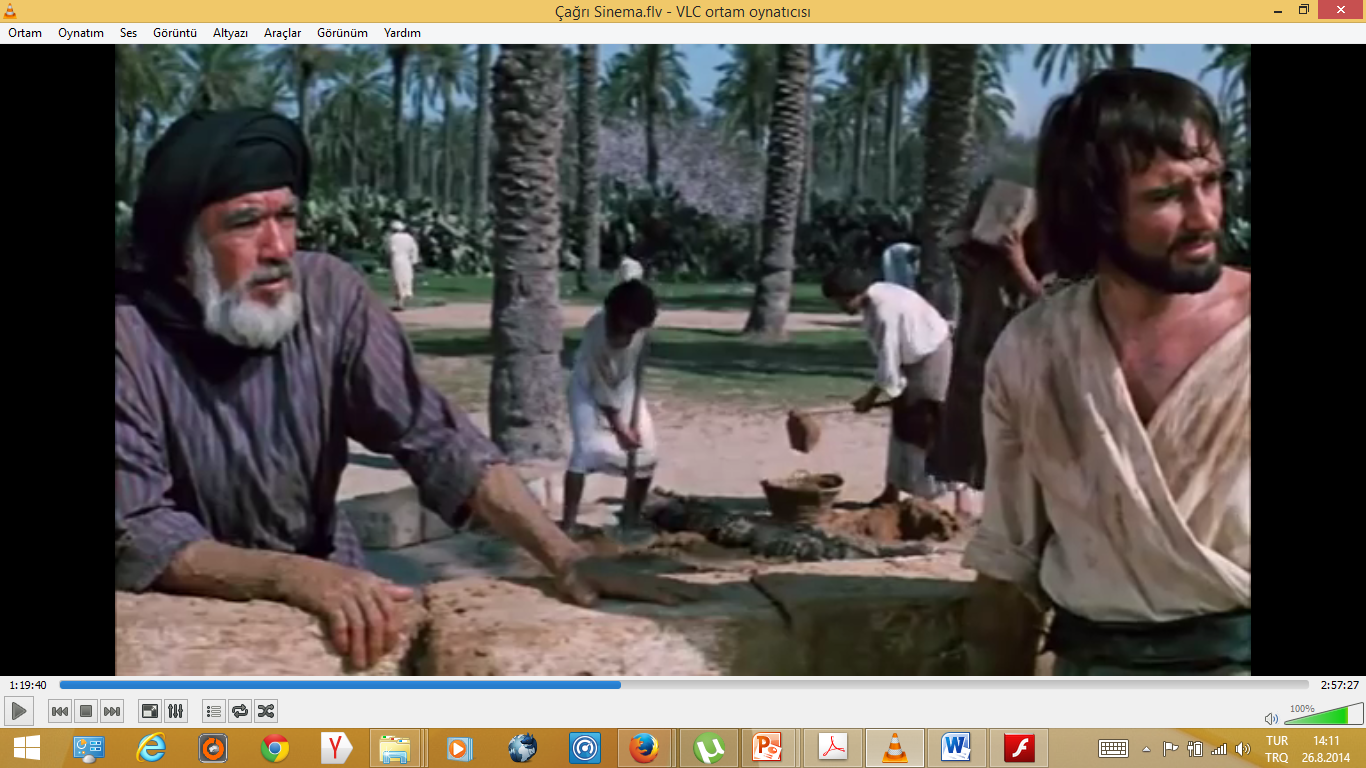 Çağrı Sinema.flv - VLC ortam oynatıcısı
Ortam Oynatım Ses Görüntü Altyazı Araçlar Görünüm Yardım
1:19:40 2:57:27
100%
TUR 14:11
TRQ 26.8.2014